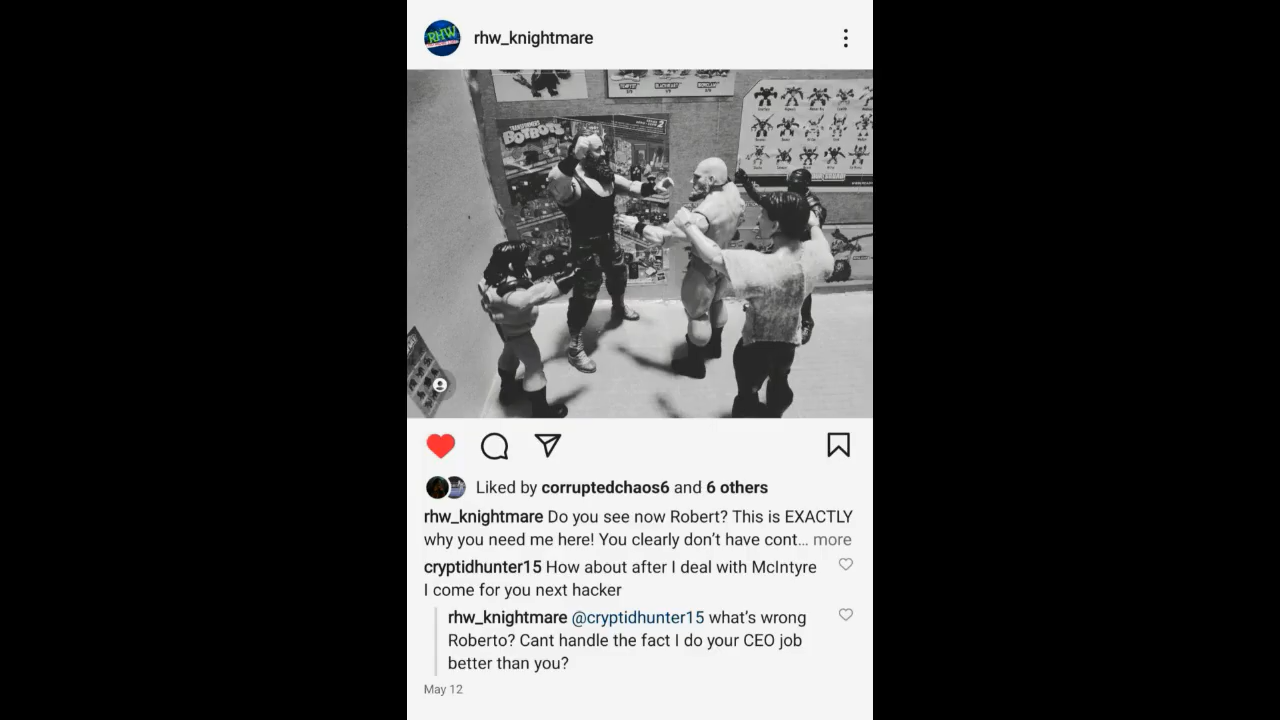 RHW
rhw_knightmare
TRANSFORMERS
BOTBOTS
Liked by corruptedchaos6 and 6 others
rhw_knightmare Do you see now Robert? This is EXACTLY
why you need me here! You clearly don’t have cont... more
cryptidhunter15 How about after I deal with McIntyre
I come for you next hacker
rhw_knightmare @cryptidhunter15 what’s wrong
Roberto? Cant handle the fact I do your CEO job
better than you?
May 12